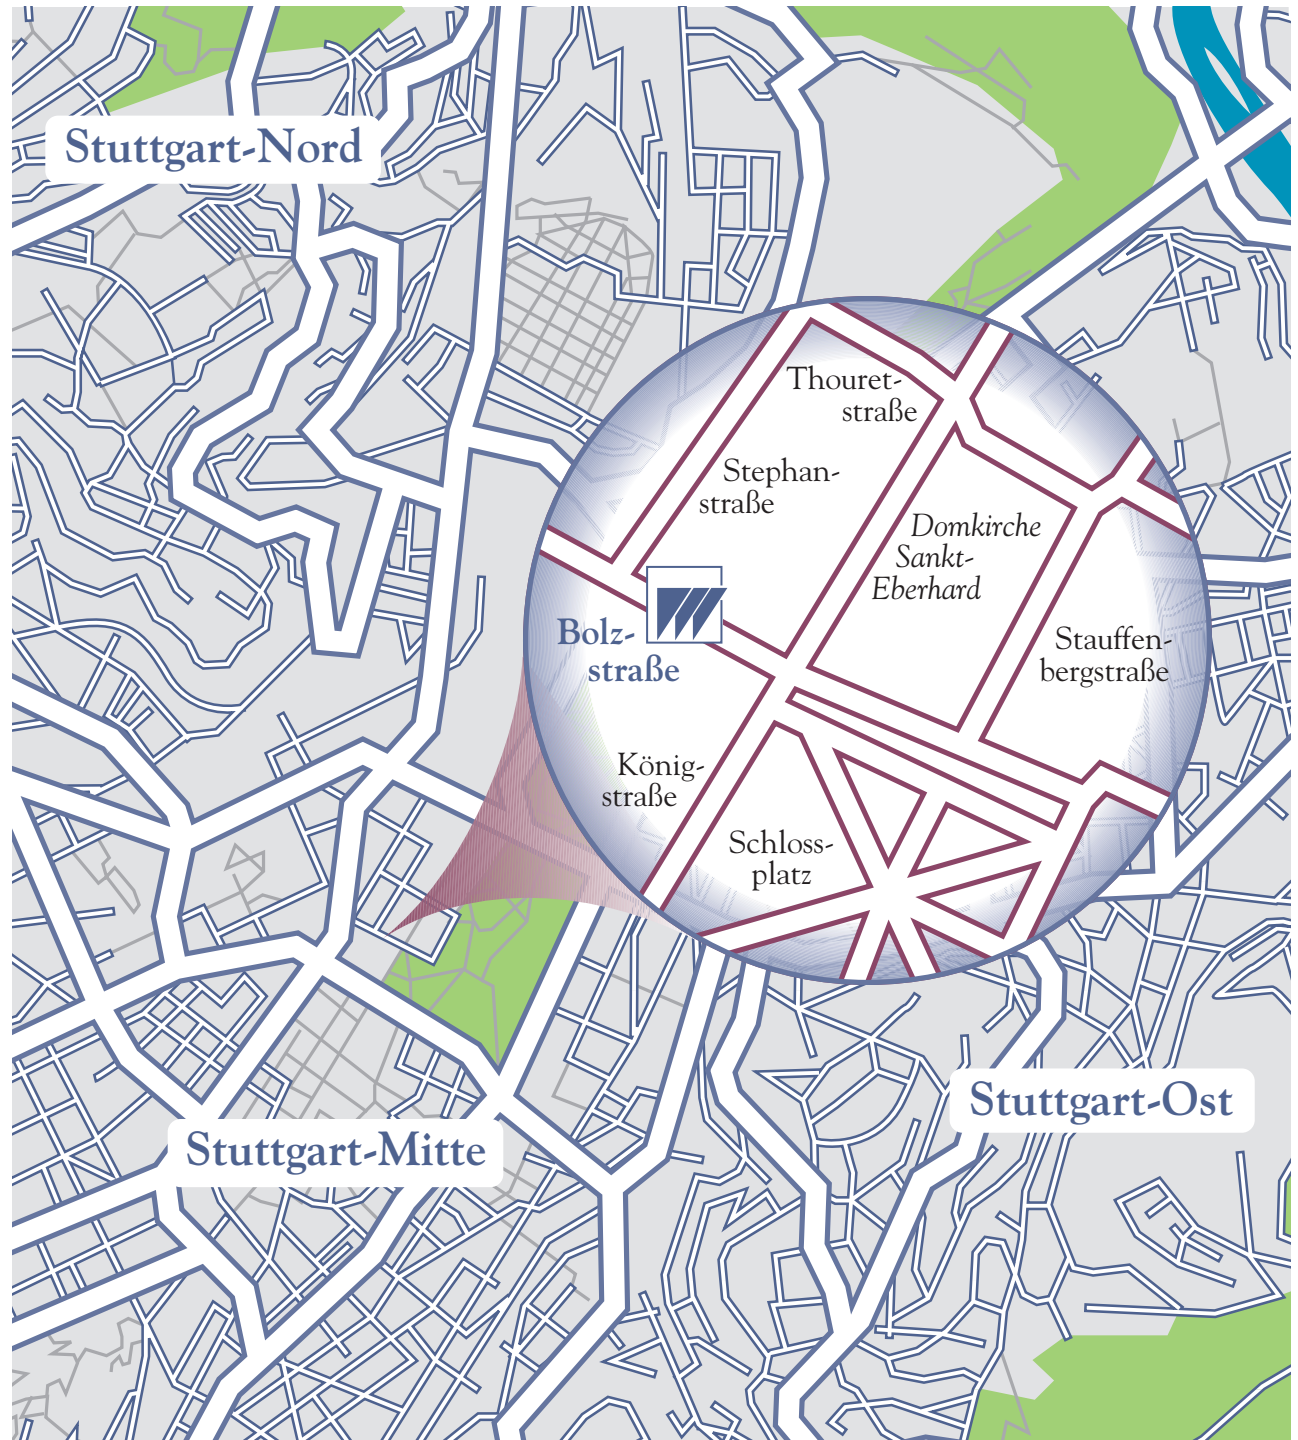 Stuttgart-Nord
Thouret-
straße
Stephan-
straße
Domkirche
Sankt-
Eberhard
Bolz-
straße
Stauffen-
bergstraße
König-
straße
Schloss-
platz
Stuttgart-Ost
Stuttgart-Mitte